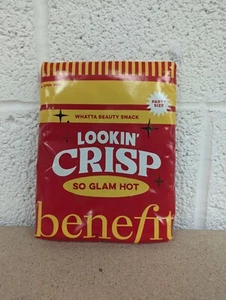 WHATTA BEAUTY SNACK
PARTY
SIZE
LOOKIN'
CRISP
SO GLAM HOT
benefit